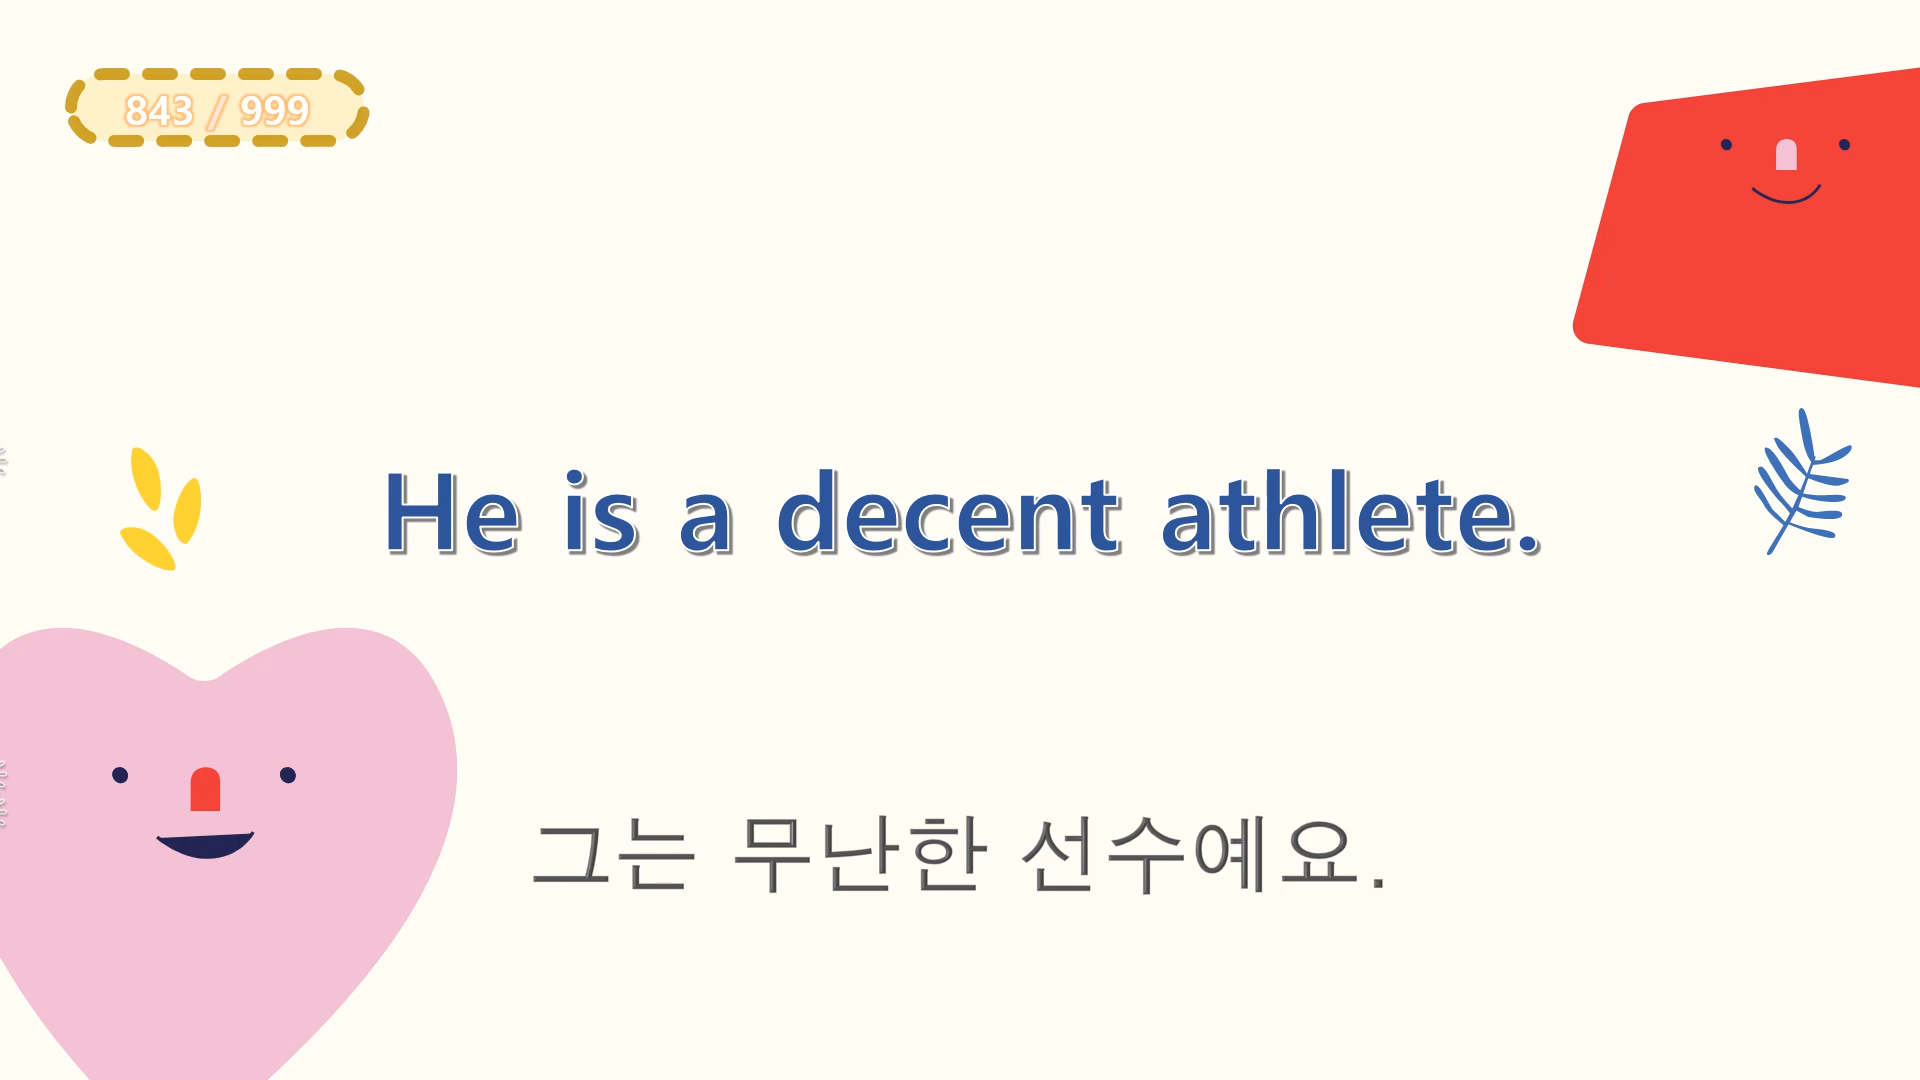 843 / 999
He is a decent athlete.
그는 무난한 선수예요.